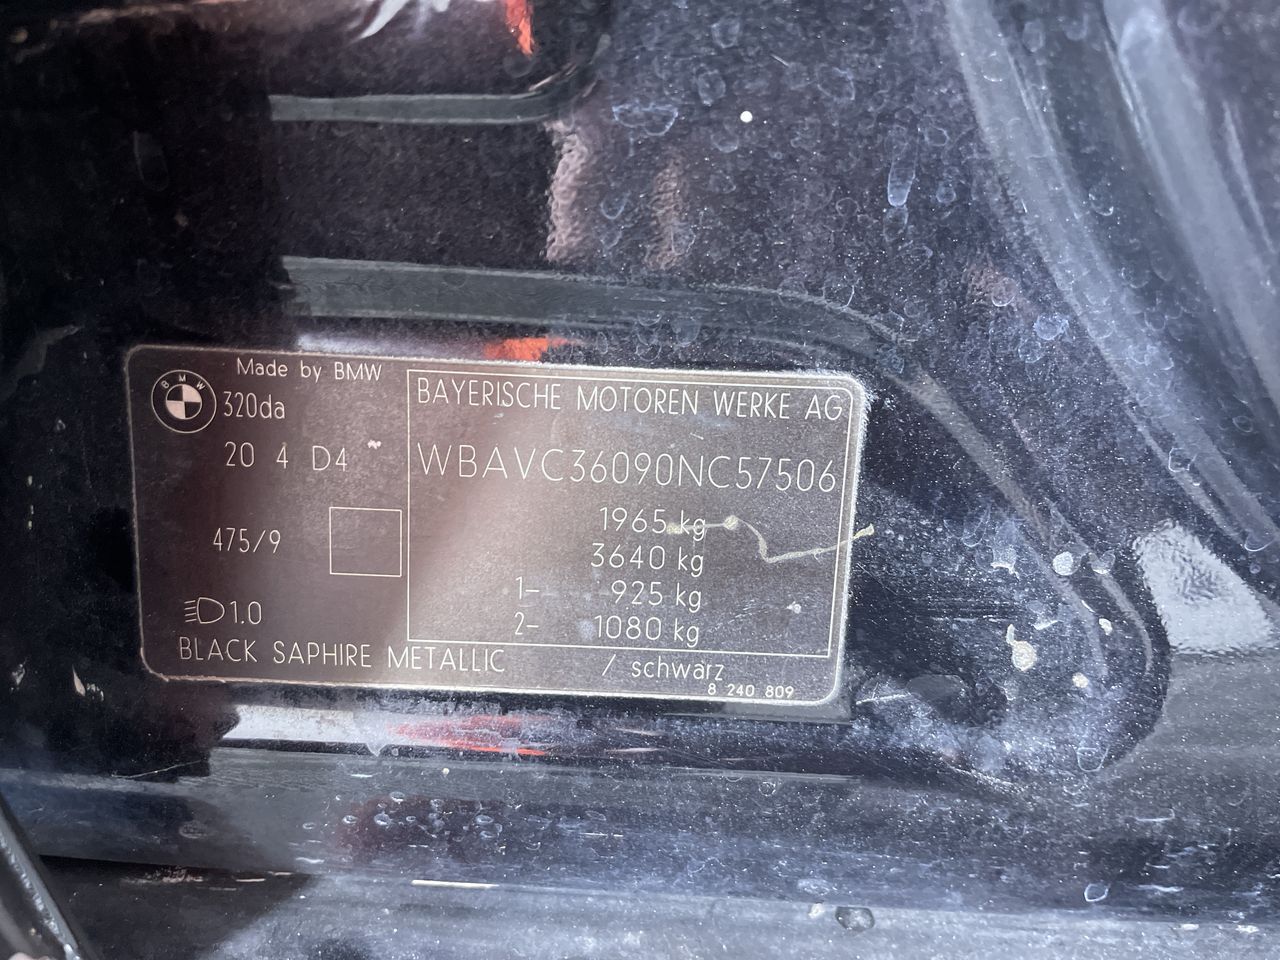 Made by BMW
BMW
320da
20 4 D4
475/9
1.0
BAYERISCHE MOTOREN WERKE AG
WBAVC36090NC57506
1965 kg
3640 kg
1- 925 kg
2- 1080 kg
BLACK SAPHIRE METALLIC / schwarz
8 240 809